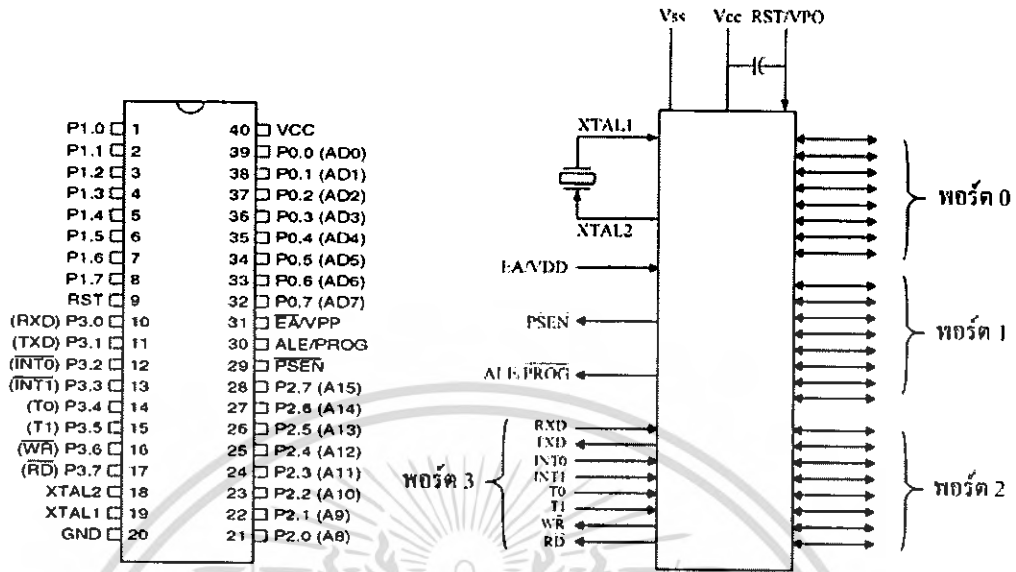 P1.0 1 40 VCC
P1.1 2 39 P0.0 (AD0)
P1.2 3 38 P0.1 (AD1)
P1.3 4 37 P0.2 (AD2)
P1.4 5 36 P0.3 (AD3)
P1.5 6 35 P0.4 (AD4)
P1.6 7 34 P0.5 (AD5)
P1.7 8 33 P0.6 (AD6)
RST 9 32 P0.7 (AD7)
(RXD) P3.0 10 31 EA/VPP
(TXD) P3.1 11 30 ALE/PROG
(INT0) P3.2 12 29 PSEN
(INT1) P3.3 13 28 P2.7 (A15)
(T0) P3.4 14 27 P2.6 (A14)
(T1) P3.5 15 26 P2.5 (A13)
(WR) P3.6 16 25 P2.4 (A12)
(RD) P3.7 17 24 P2.3 (A11)
XTAL2 18 23 P2.2 (A10)
XTAL1 19 22 P2.1 (A9)
GND 20 21 P2.0 (A8)
Vss Vcc RST/VPO
XTAL1
XTAL2
EA/VDD
PSEN
ALE/PROG
พอร์ต 3
RXD
TXD
INT0
INT1
T0
T1
WR
RD
พอร์ต 0
พอร์ต 1
พอร์ต 2